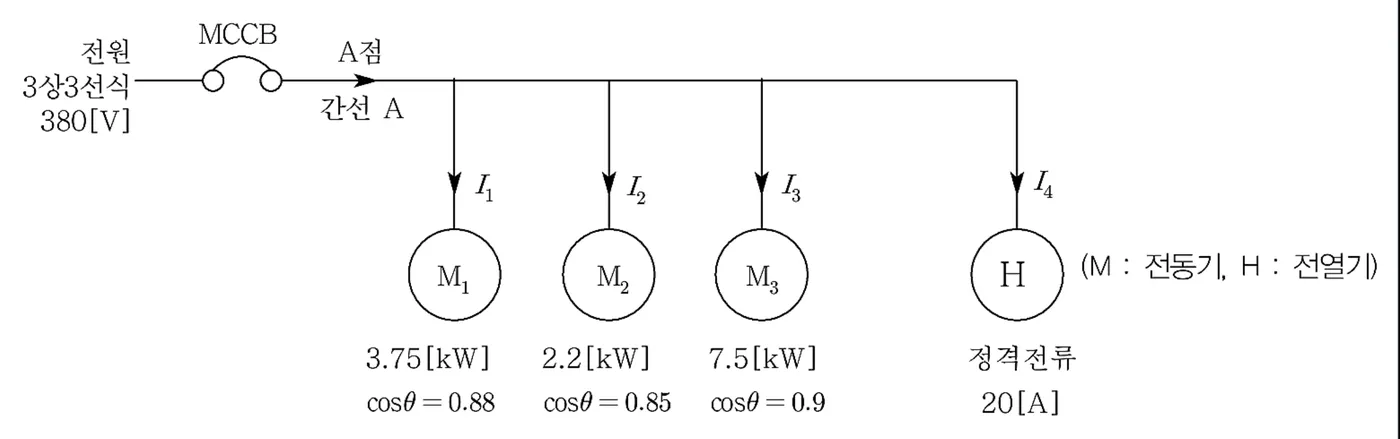 전원
3상3선식
380[V]
MCCB
A점
간선 A
I₁
I₂
I₃
I₄
M₁
M₂
M₃
H
(M : 전동기, H : 전열기)
3.75[kW]
cosθ = 0.88
2.2[kW]
cosθ = 0.85
7.5[kW]
cosθ = 0.9
정격전류
20[A]